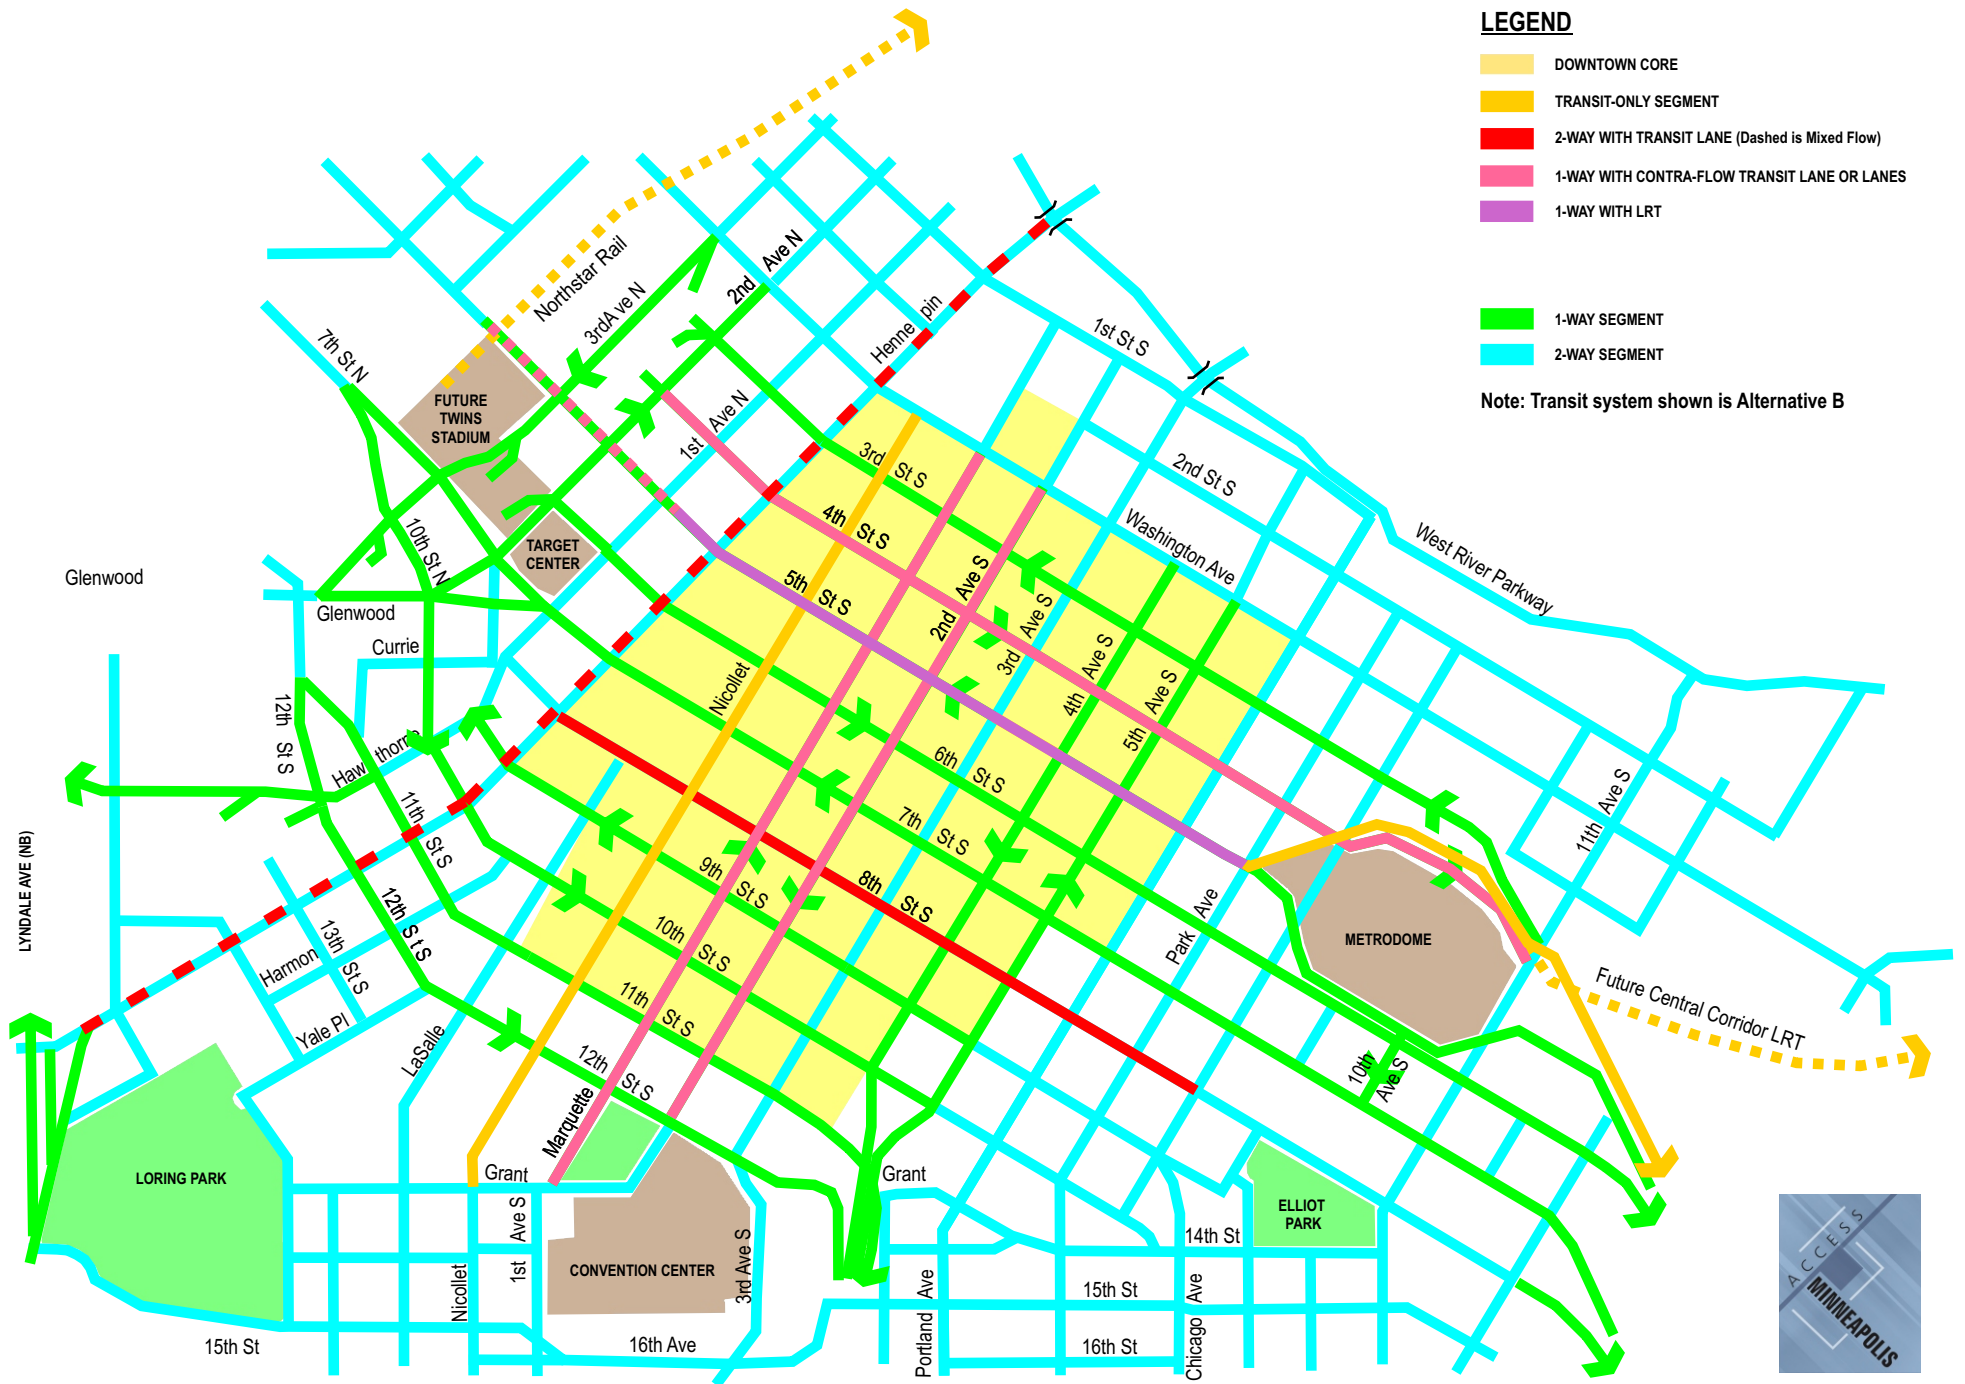 LEGEND
DOWNTOWN CORE
TRANSIT-ONLY SEGMENT
2-WAY WITH TRANSIT LANE (Dashed is Mixed Flow)
1-WAY WITH CONTRA-FLOW TRANSIT LANE OR LANES
1-WAY WITH LRT
1-WAY SEGMENT
2-WAY SEGMENT
Note: Transit system shown is Alternative B
Northstar Rail
3rdA ve N
2nd Ave N
7th St N
Henne pin
1st St S
FUTURE
TWINS
STADIUM
1st Ave N
3rd St S
2nd St S
4th St S
Washington Ave
West River Parkway
10th St N
TARGET
CENTER
Glenwood
Glenwood
Currie
5th St S
2nd Ave S
3rd Ave S
4th Ave S
5th Ave S
Nicollet
12th St S
Haw thorne
6th St S
7th St S
11th St S
11th Ave S
LYNDALE AVE (NB)
9th St S
8th St S
12th S t S
13th St S
Harmon
10th St S
Park Ave
METRODOME
Yale Pl
LaSalle
11th St S
Future Central Corridor LRT
12th St S
10th Ave S
Marquette
LORING PARK
Grant
Grant
ELLIOT
PARK
1st Ave S
14th St
CONVENTION CENTER
3rd Ave S
Nicollet
Portland Ave
15th St
Chicago Ave
15th St
16th Ave
16th St
ACCESS
MINNEAPOLIS